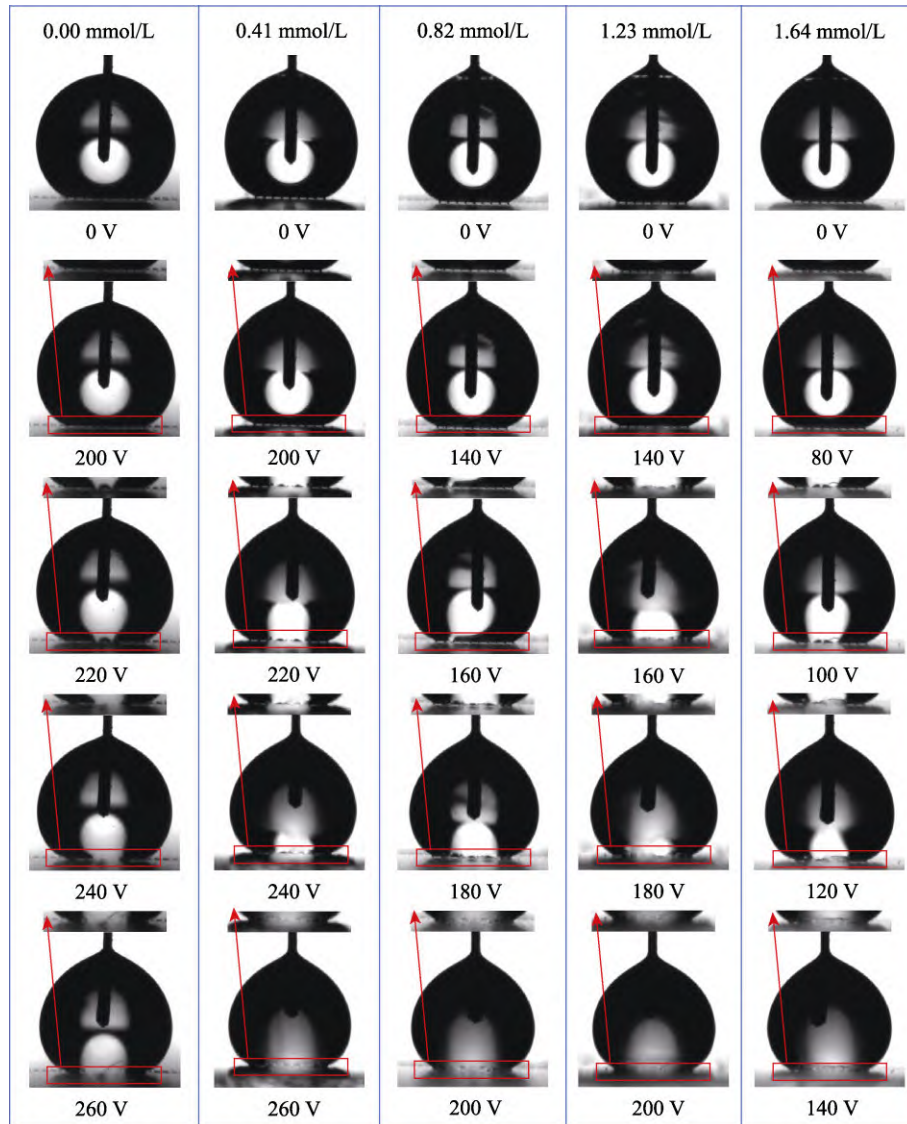 0.00 mmol/L 0.41 mmol/L 0.82 mmol/L 1.23 mmol/L 1.64 mmol/L
0 V 0 V 0 V 0 V 0 V
200 V 200 V 140 V 140 V 80 V
220 V 220 V 160 V 160 V 100 V
240 V 240 V 180 V 180 V 120 V
260 V 260 V 200 V 200 V 140 V